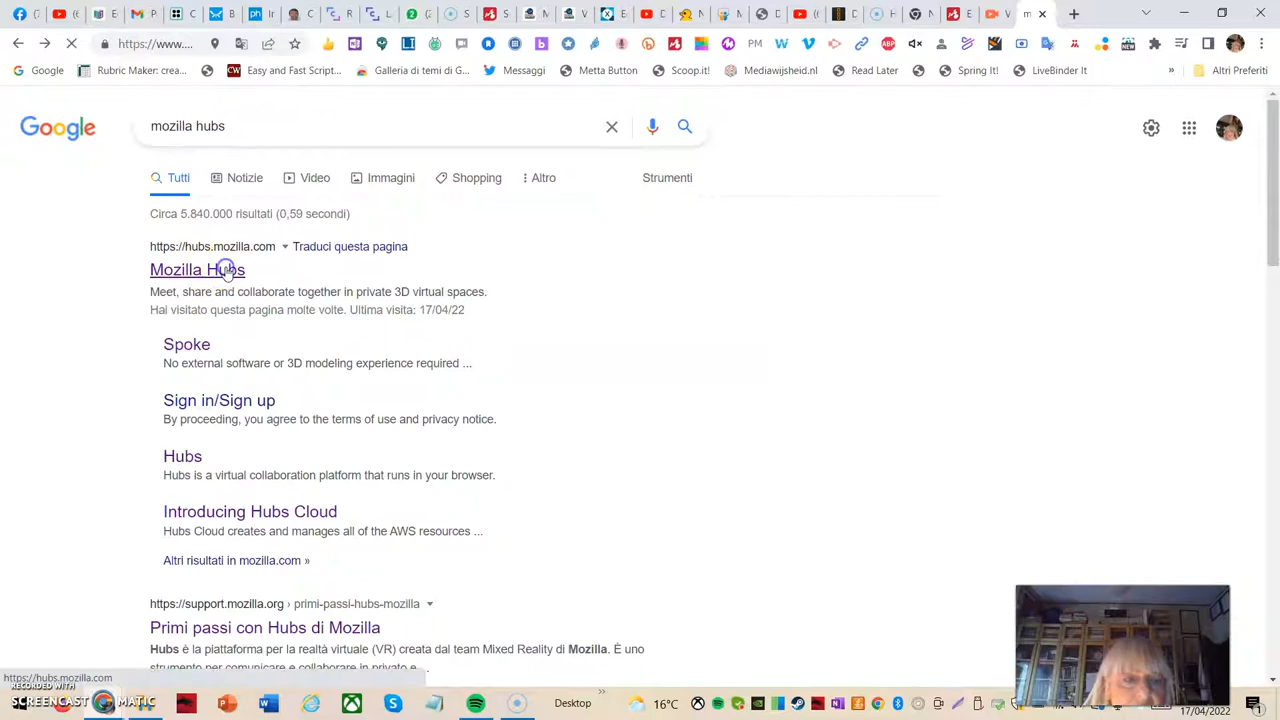 https://www....
Google
Rubric Maker: crea...
Easy and Fast Script...
Galleria di temi di G...
Messaggi
Metta Button
Scoop.it!
Mediawijsheid.nl
Read Later
Spring It!
LiveBinder It
»
Altri Preferiti
Google
mozilla hubs
Tutti
Notizie
Video
Immagini
Shopping
Altro
Strumenti
Circa 5.840.000 risultati (0,59 secondi)
https://hubs.mozilla.com Traduci questa pagina
Mozilla Hubs
Meet, share and collaborate together in private 3D virtual spaces.
Hai visitato questa pagina molte volte. Ultima visita: 17/04/22
Spoke
No external software or 3D modeling experience required ...
Sign in/Sign up
By proceeding, you agree to the terms of use and privacy notice.
Hubs
Hubs is a virtual collaboration platform that runs in your browser.
Introducing Hubs Cloud
Hubs Cloud creates and manages all of the AWS resources ...
Altri risultati in mozilla.com »
https://support.mozilla.org › primi-passi-hubs-mozilla
Primi passi con Hubs di Mozilla
Hubs è la piattaforma per la realtà virtuale (VR) creata dal team Mixed Reality di Mozilla. È uno
strumento per comunicare e collaborare in privato e...
https://hubs.mozilla.com
RECORDED WITH
SCREENCAST MATIC
Desktop
16°C
17/04/2022